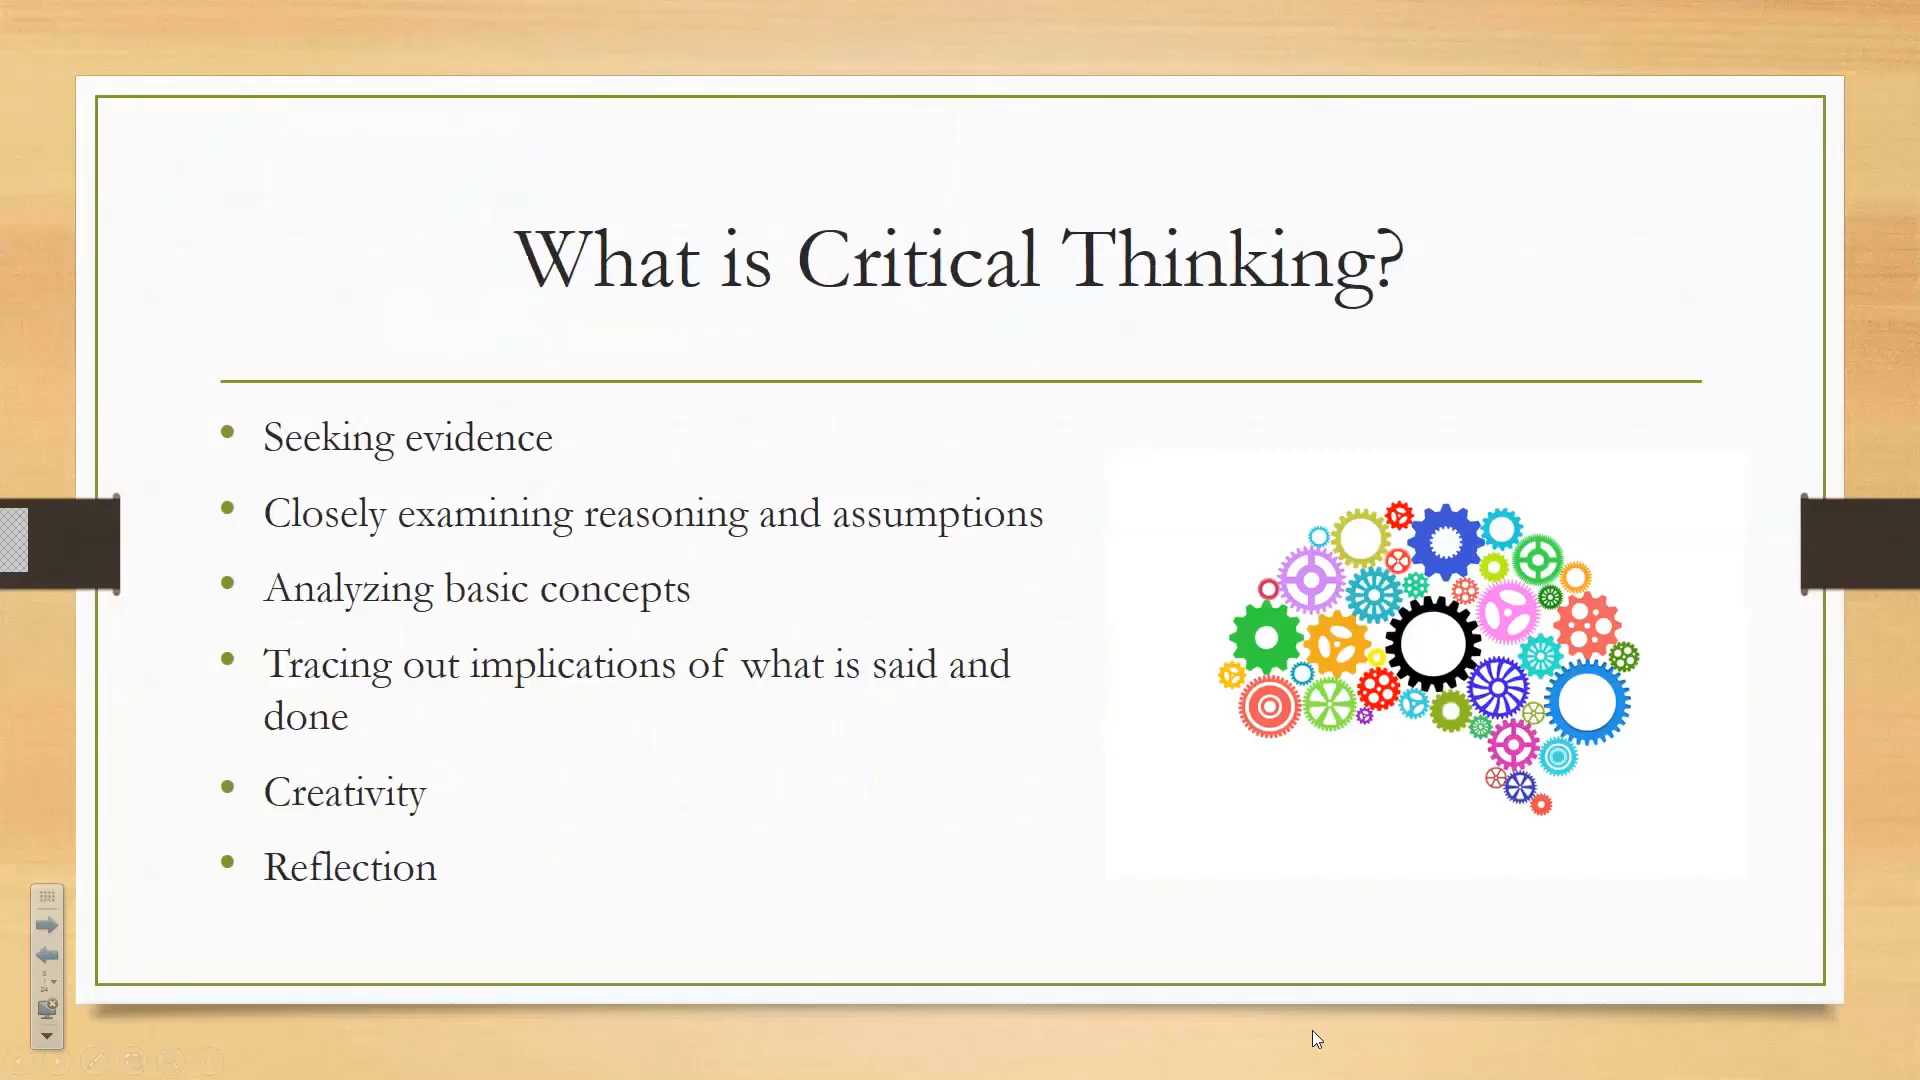 What is Critical Thinking?
• Seeking evidence
• Closely examining reasoning and assumptions
• Analyzing basic concepts
• Tracing out implications of what is said and
done
• Creativity
• Reflection